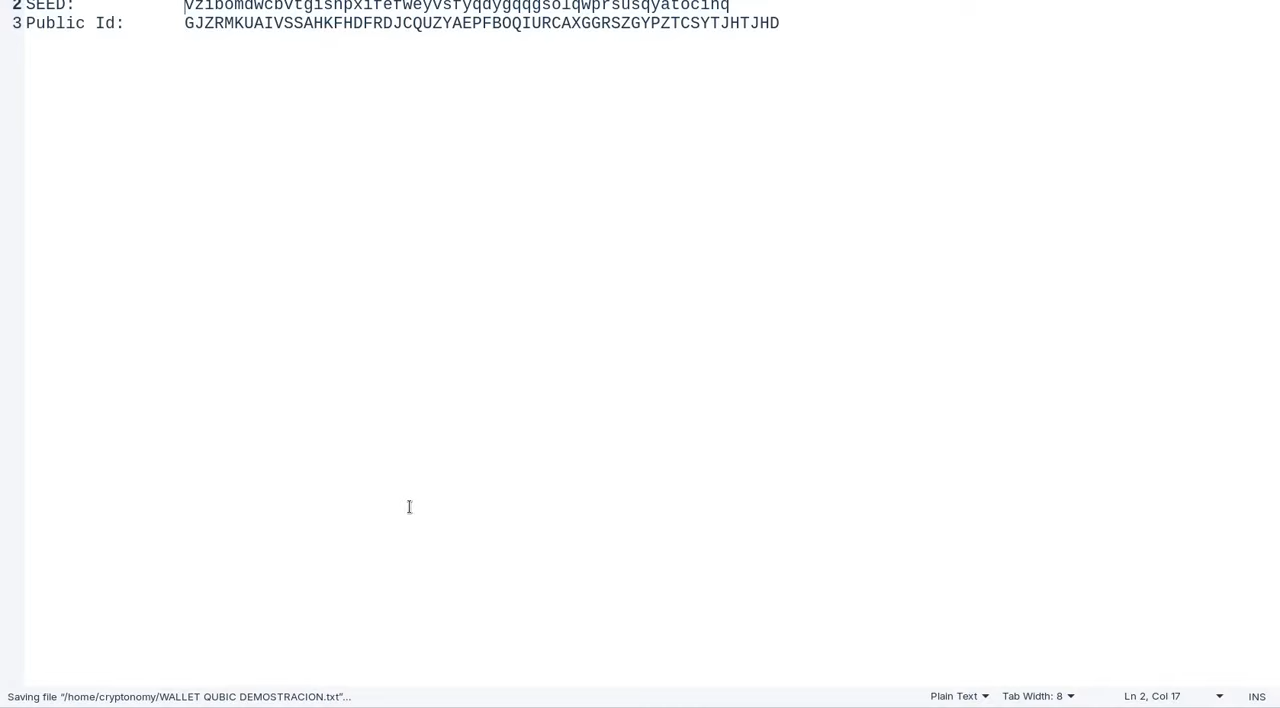 2 SEED:
3 Public Id: GJZRMKUAIVSSAHKFHDFRDJCQUZYAEPFBOQIURCAXGGRSZGYPZTCSYTJHTJHD
Saving file “/home/cryptonomy/WALLET QUBIC DEMOSTRACION.txt”... Plain Text Tab Width: 8 Ln 2, Col 17 INS